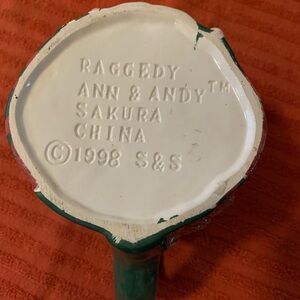 RAGGEDY
ANN & ANDY™
SAKURA
CHINA
©1998 S&S